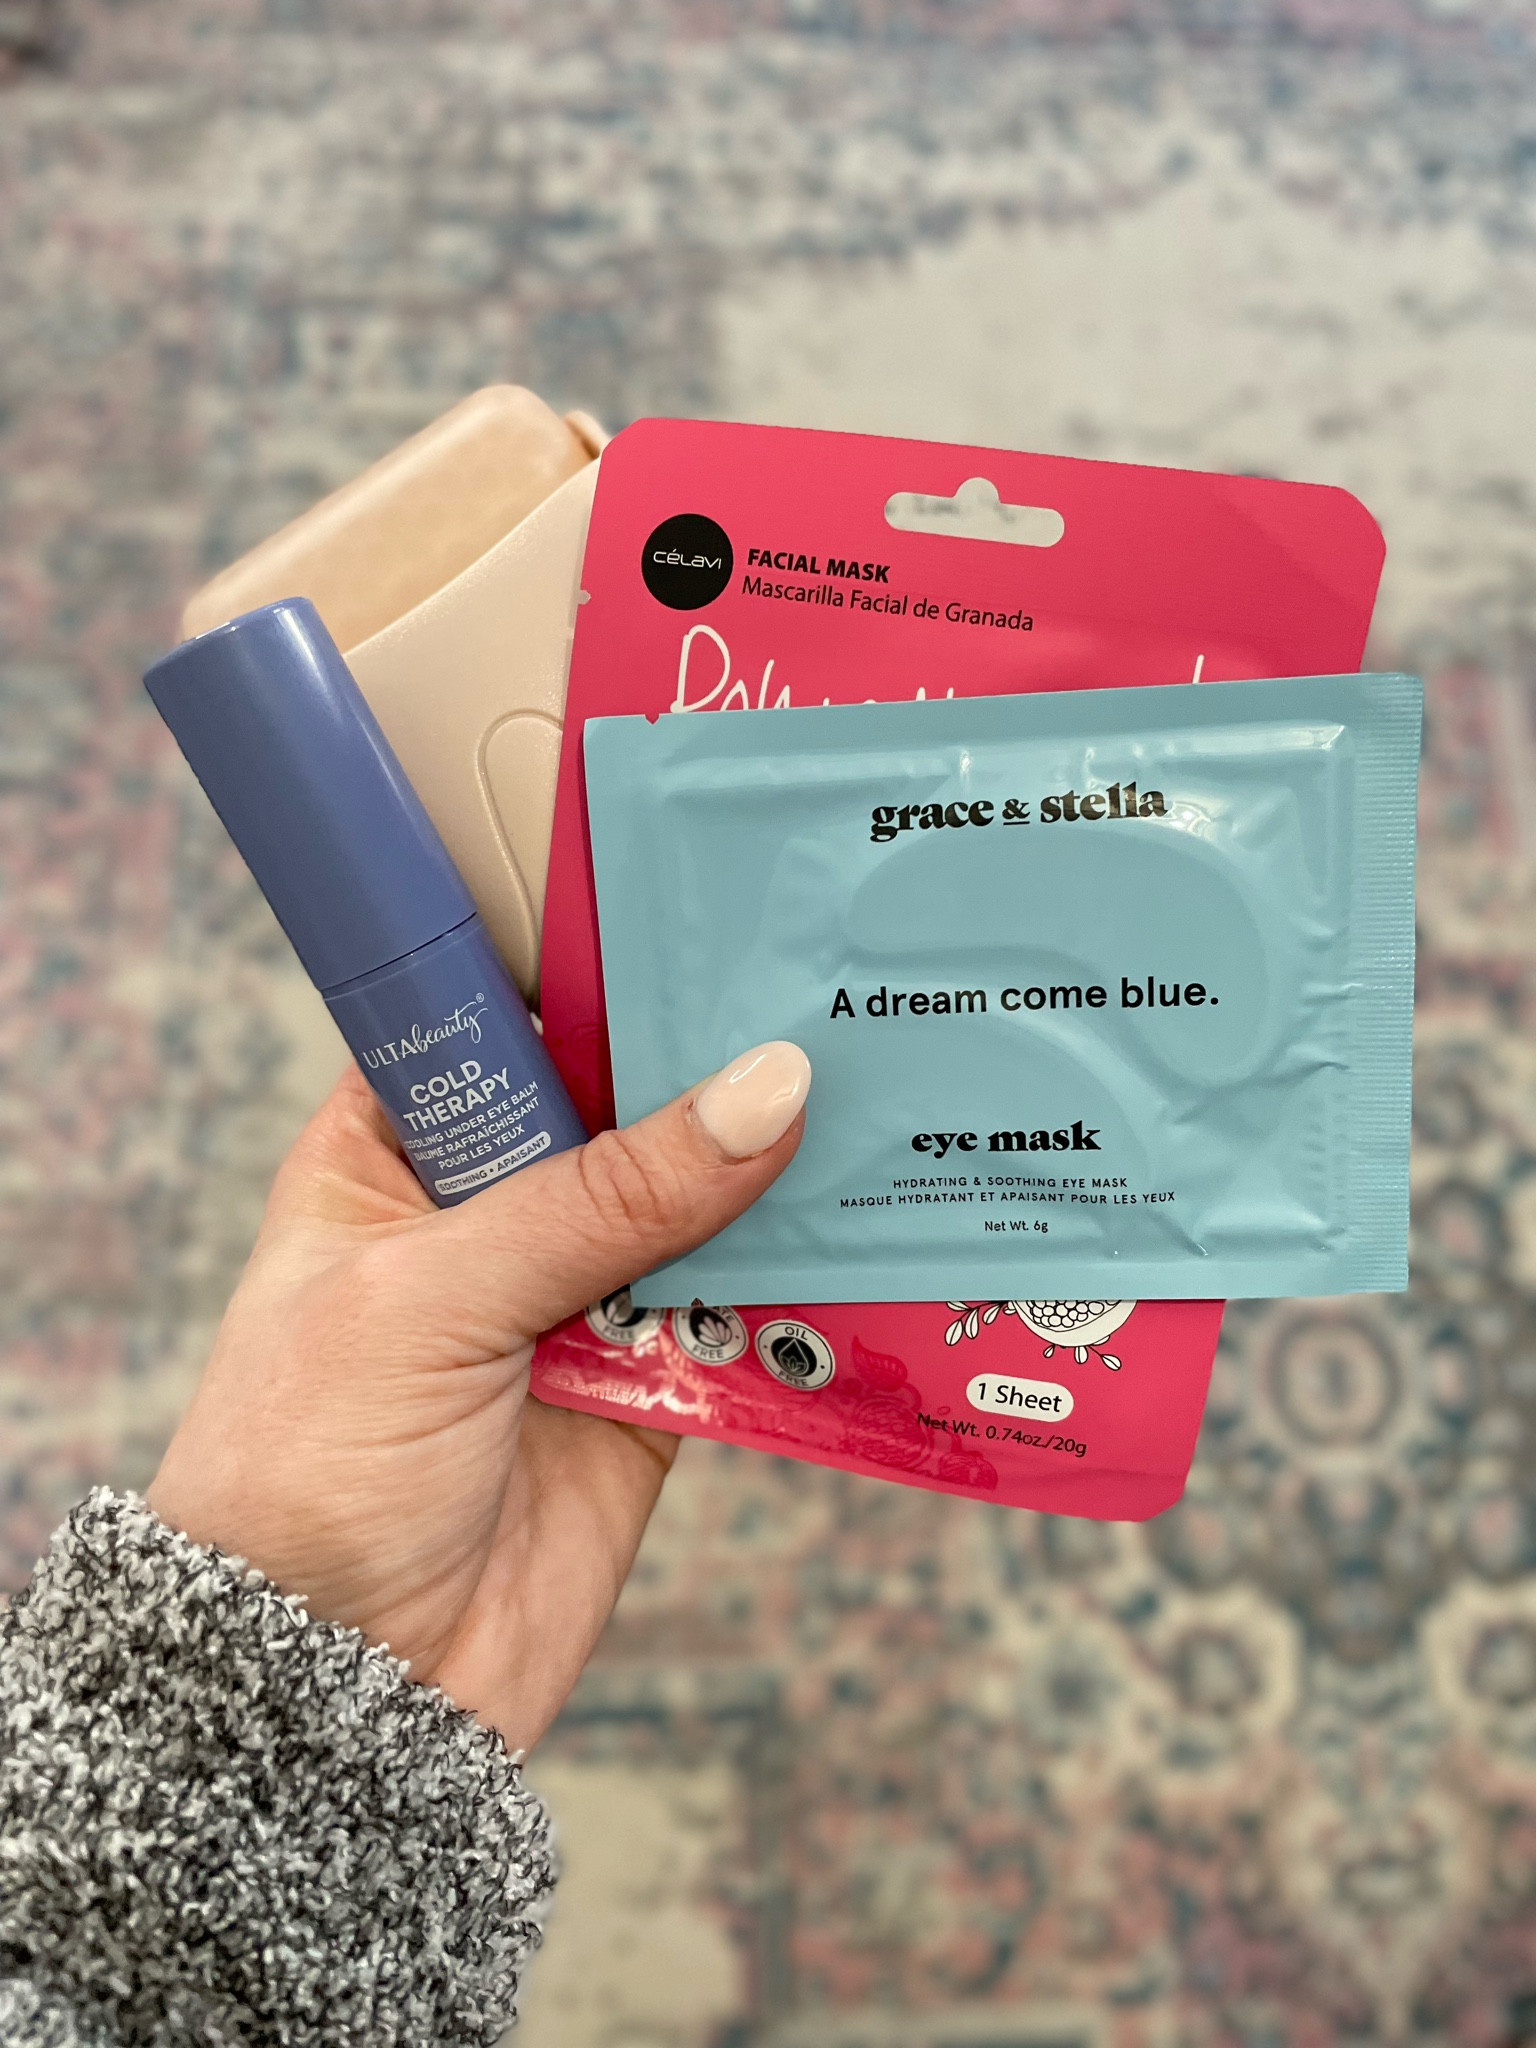 CéLaVI
FACIAL MASK
Mascarilla Facial de Granada
grace & stella
A dream come blue.
eye mask
HYDRATING & SOOTHING EYE MASK
MASQUE HYDRATANT ET APAISANT POUR LES YEUX
Net Wt. 6g
ULTAbeauty®
COLD
THERAPY
COOLING UNDER EYE BALM
BAUME RAFRAÎCHISSANT
POUR LES YEUX
SOOTHING • APAISANT
FREE
FREE
OIL
FREE
1 Sheet
Net Wt. 0.74oz./20g